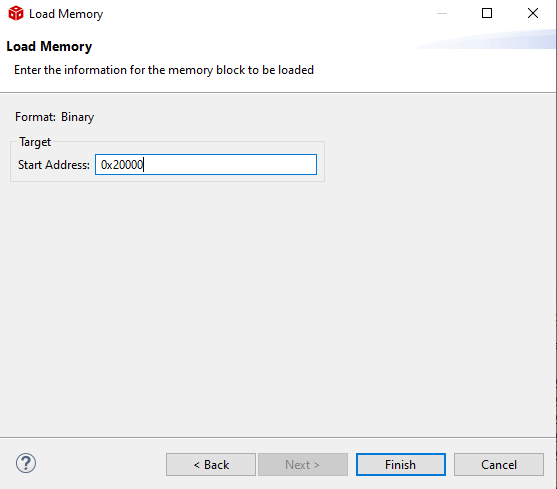 Load Memory
Load Memory
Enter the information for the memory block to be loaded
Format: Binary
Target
Start Address: 0x20000
?
< Back Next > Finish Cancel